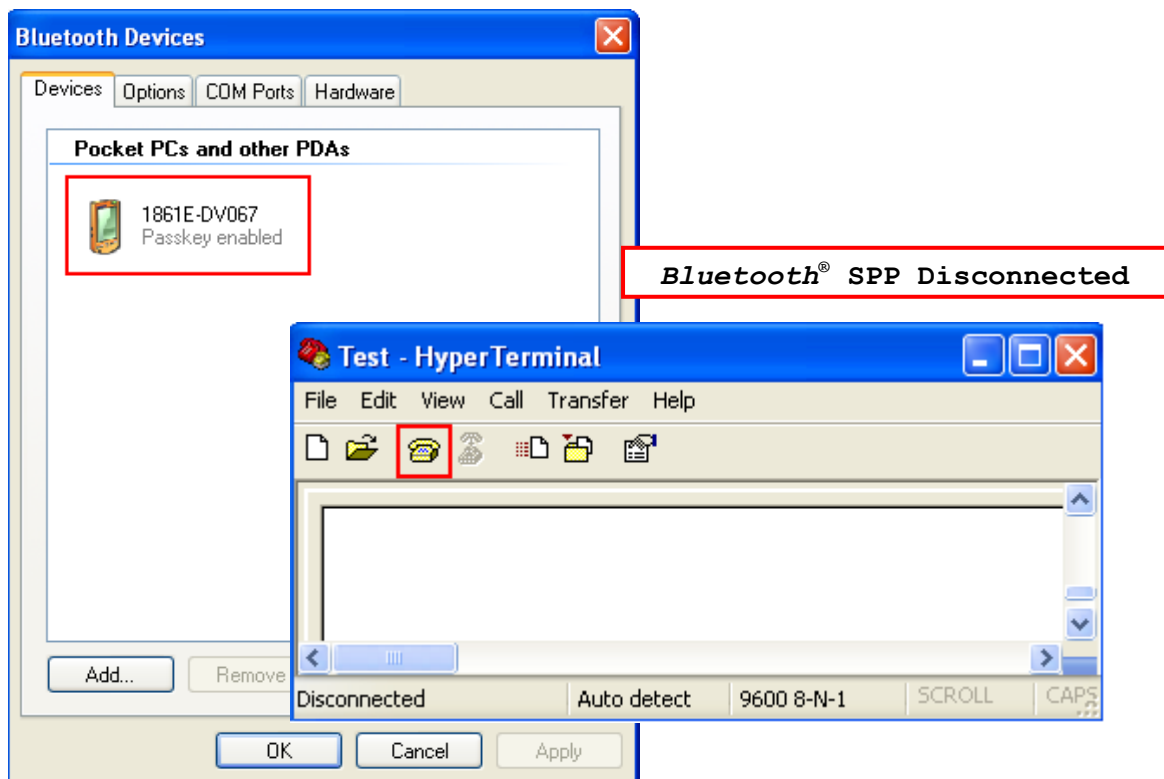 Bluetooth Devices
Devices Options COM Ports Hardware
Pocket PCs and other PDAs
1861E-DV067
Passkey enabled
Bluetooth® SPP Disconnected
Test - HyperTerminal
File Edit View Call Transfer Help
Disconnected Auto detect 9600 8-N-1 SCROLL CAPS
Add... Remove
OK Cancel Apply